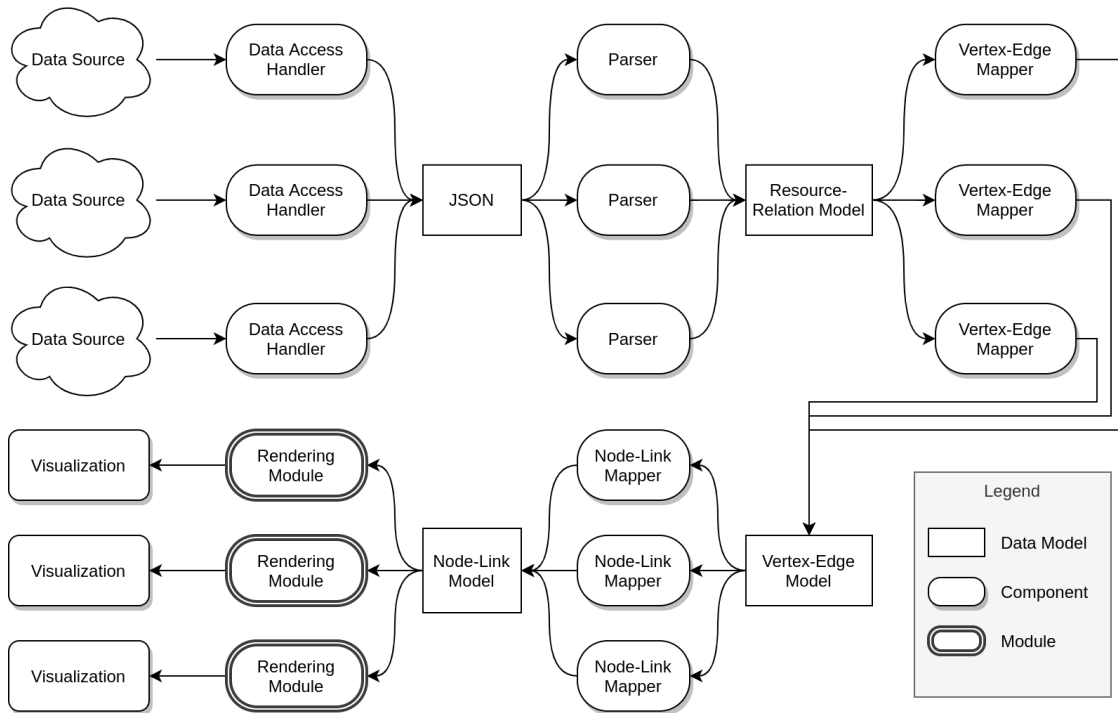 Data Source
Data Access
Handler
Parser
Vertex-Edge
Mapper
Data Source
Data Access
Handler
JSON
Parser
Resource-
Relation Model
Vertex-Edge
Mapper
Data Source
Data Access
Handler
Parser
Vertex-Edge
Mapper
Visualization
Rendering
Module
Node-Link
Mapper
Visualization
Rendering
Module
Node-Link
Model
Node-Link
Mapper
Vertex-Edge
Model
Visualization
Rendering
Module
Node-Link
Mapper
Legend
Data Model
Component
Module